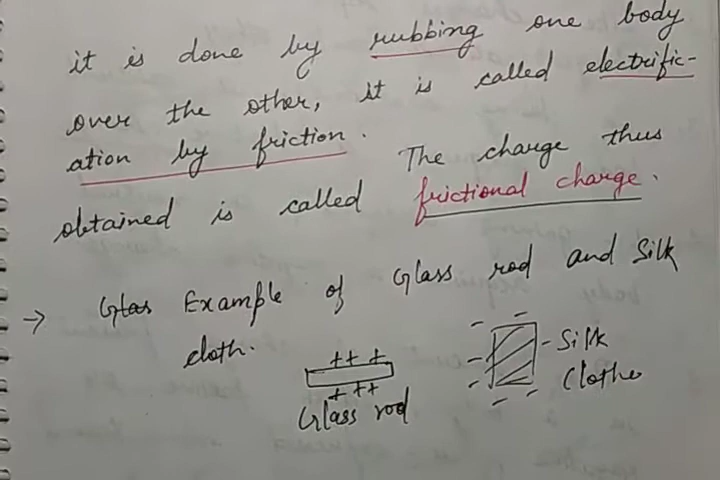 it is done by rubbing one body
over the other, it is called electrific-
ation by friction. The charge thus
obtained is called frictional charge.
→ Example of Glass rod and Silk
cloth.
++ +
+ ++
Glass rod
- Silk
Clothe